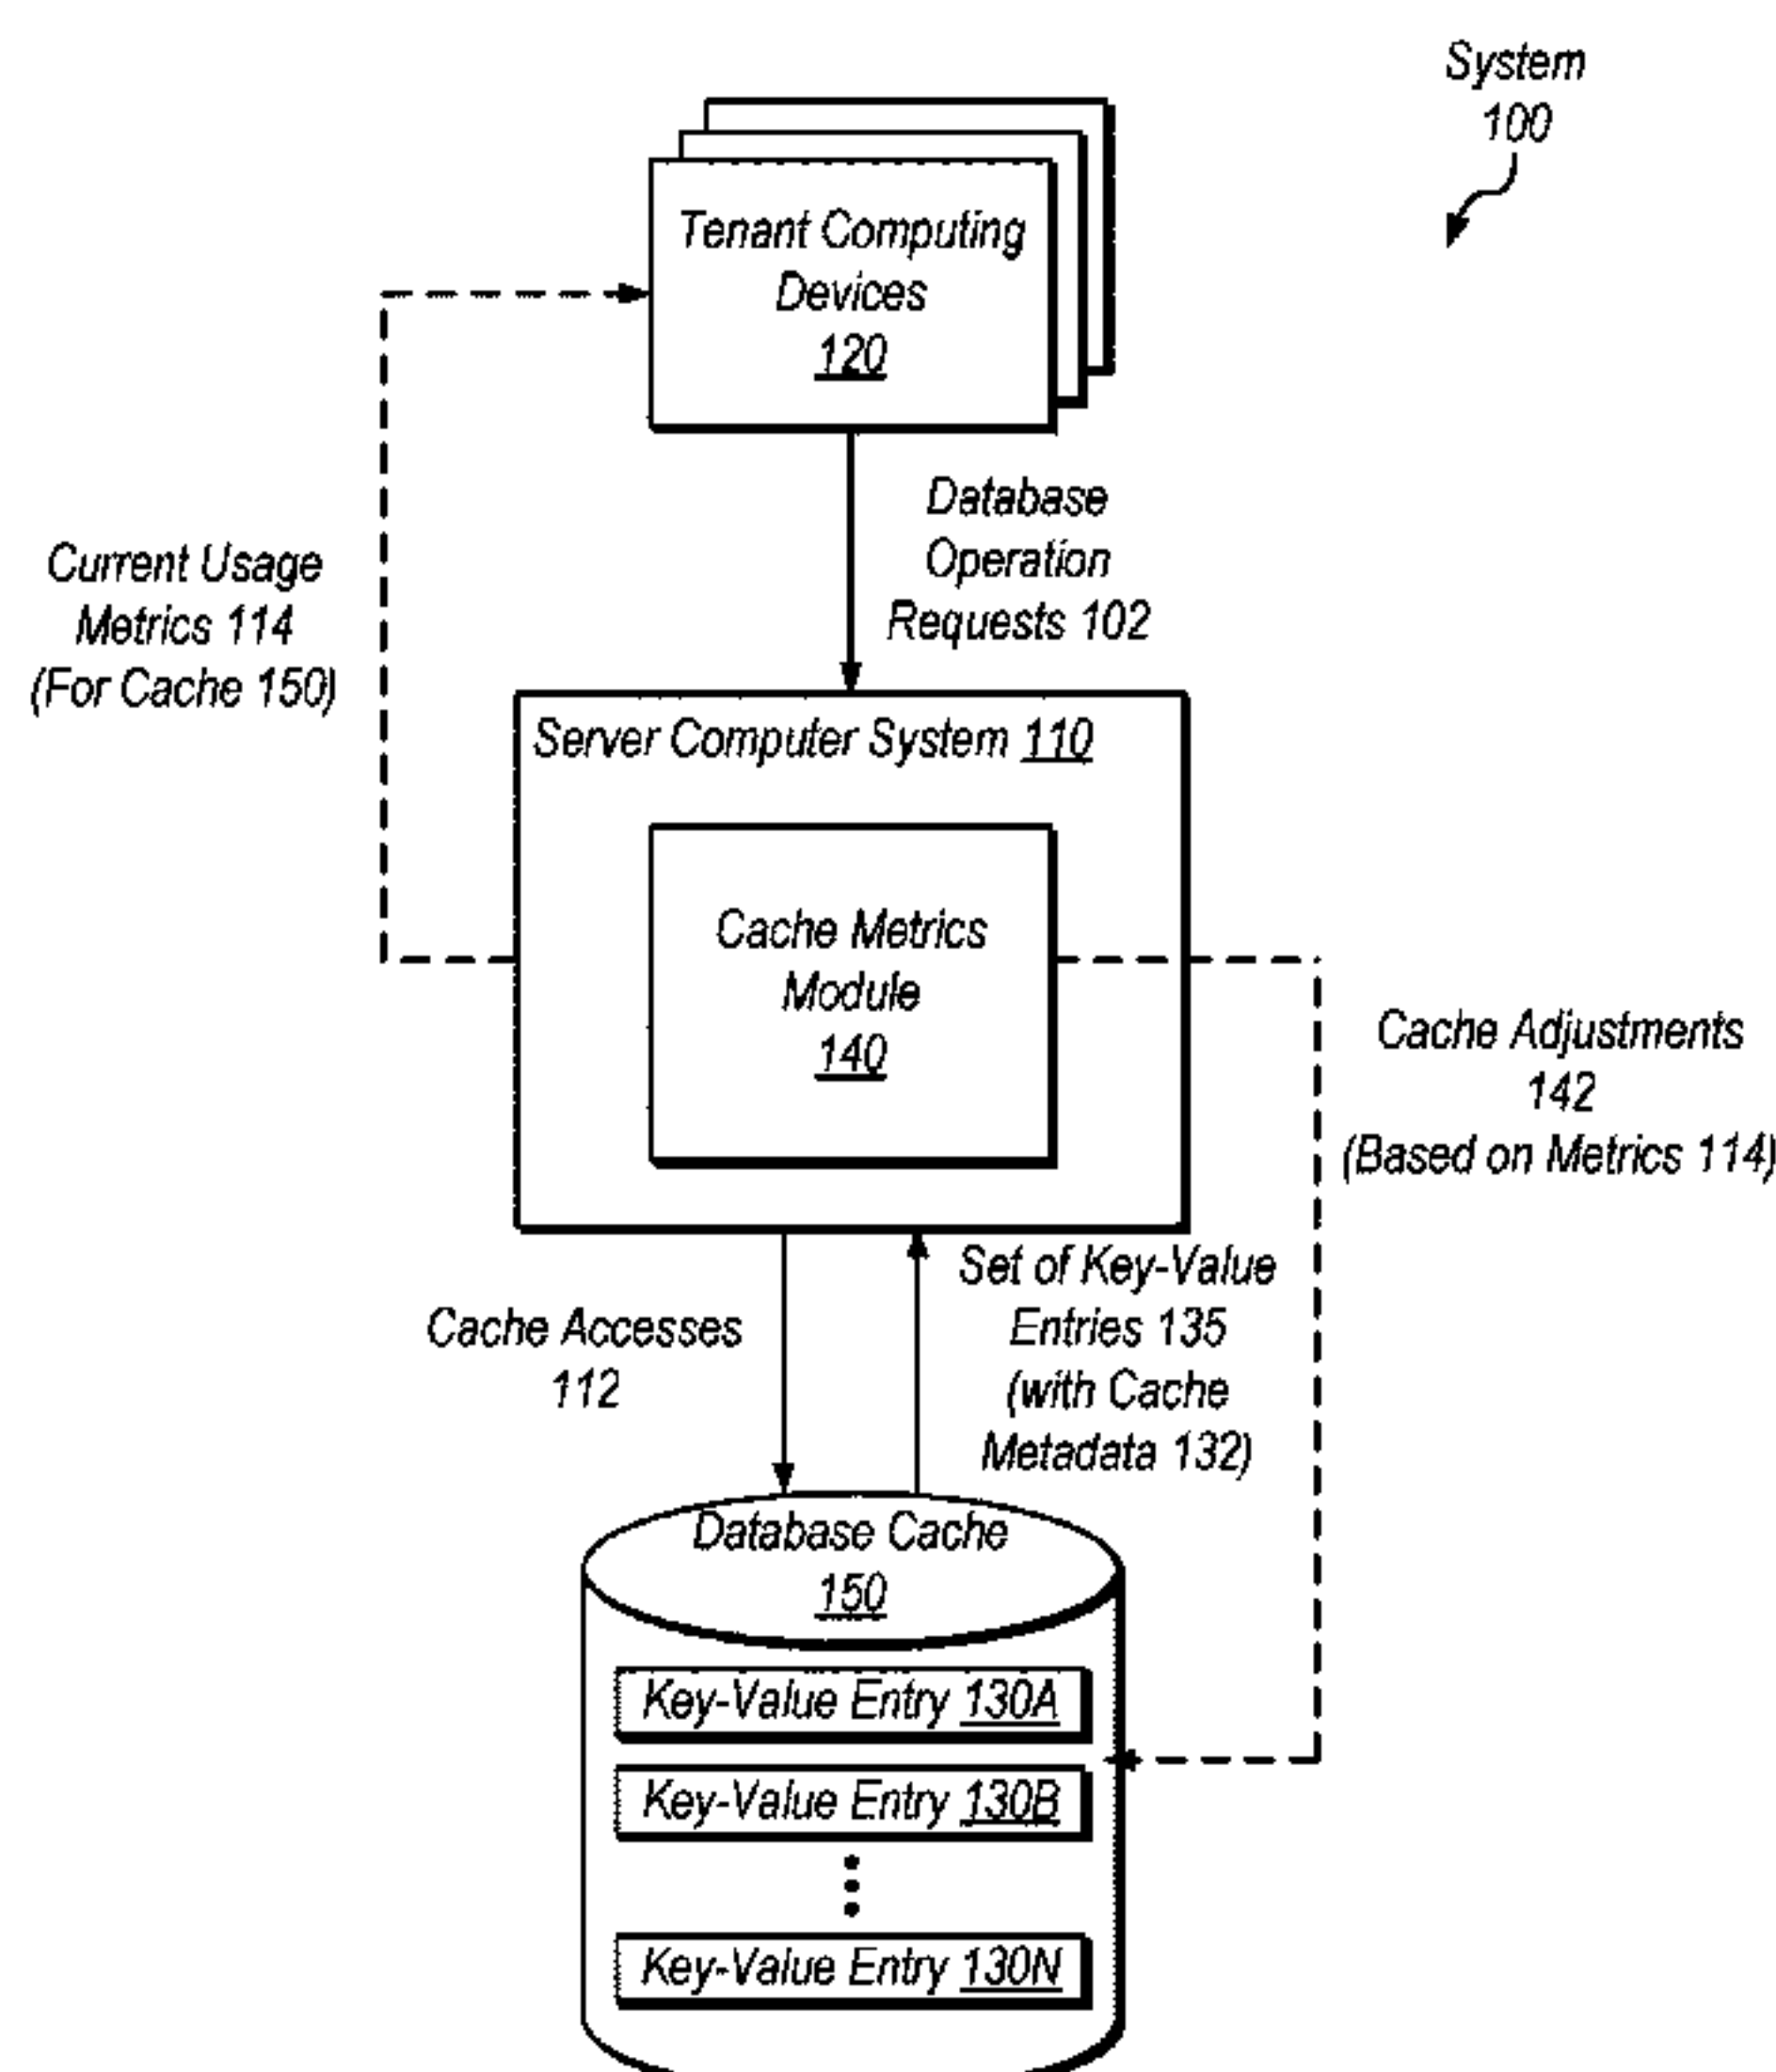 System
100
Tenant Computing
Devices
120
Database
Operation
Requests 102
Current Usage
Metrics 114
(For Cache 150)
Server Computer System 110
Cache Metrics
Module
140
Cache Adjustments
142
(Based on Metrics 114)
Cache Accesses
112
Set of Key-Value
Entries 135
(with Cache
Metadata 132)
Database Cache
150
Key-Value Entry 130A
Key-Value Entry 130B
Key-Value Entry 130N